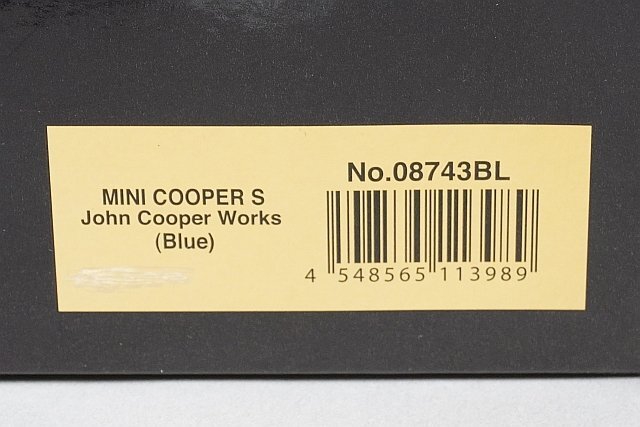 MINI COOPER S
John Cooper Works
(Blue)
No.08743BL
4 548565 113989